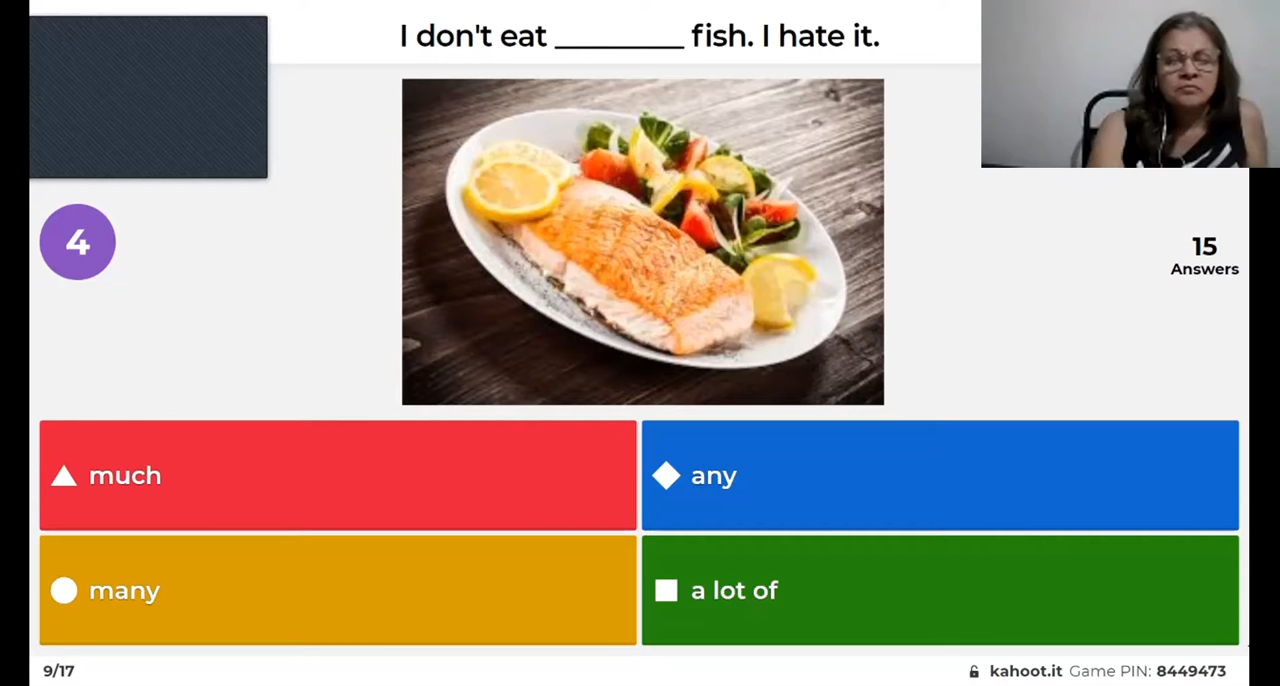 I don't eat ________ fish. I hate it.
4
15
Answers
much
any
many
a lot of
9/17
kahoot.it Game PIN: 8449473